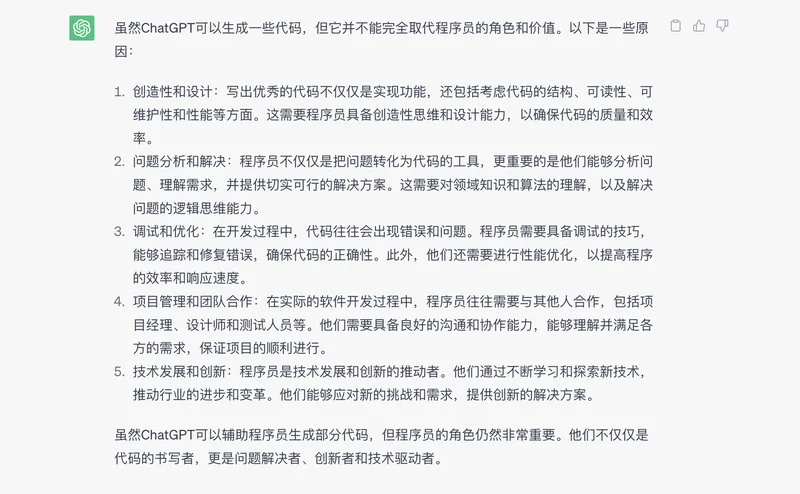 虽然ChatGPT可以生成一些代码，但它并不能完全取代程序员的角色和价值。以下是一些原
因：
1. 创造性和设计：写出优秀的代码不仅仅是实现功能，还包括考虑代码的结构、可读性、可
维护性和性能等方面。这需要程序员具备创造性思维和设计能力，以确保代码的质量和效
率。
2. 问题分析和解决：程序员不仅仅是把问题转化为代码的工具，更重要的是他们能够分析问
题、理解需求，并提供切实可行的解决方案。这需要对领域知识和算法的理解，以及解决
问题的逻辑思维能力。
3. 调试和优化：在开发过程中，代码往往会出现错误和问题。程序员需要具备调试的技巧，
能够追踪和修复错误，确保代码的正确性。此外，他们还需要进行性能优化，以提高程序
的效率和响应速度。
4. 项目管理和团队合作：在实际的软件开发过程中，程序员往往需要与其他人合作，包括项
目经理、设计师和测试人员等。他们需要具备良好的沟通和协作能力，能够理解并满足各
方的需求，保证项目的顺利进行。
5. 技术发展和创新：程序员是技术发展和创新的推动者。他们通过不断学习和探索新技术，
推动行业的进步和变革。他们能够应对新的挑战和需求，提供创新的解决方案。
虽然ChatGPT可以辅助程序员生成部分代码，但程序员的角色仍然非常重要。他们不仅仅是
代码的书写者，更是问题解决者、创新者和技术驱动者。